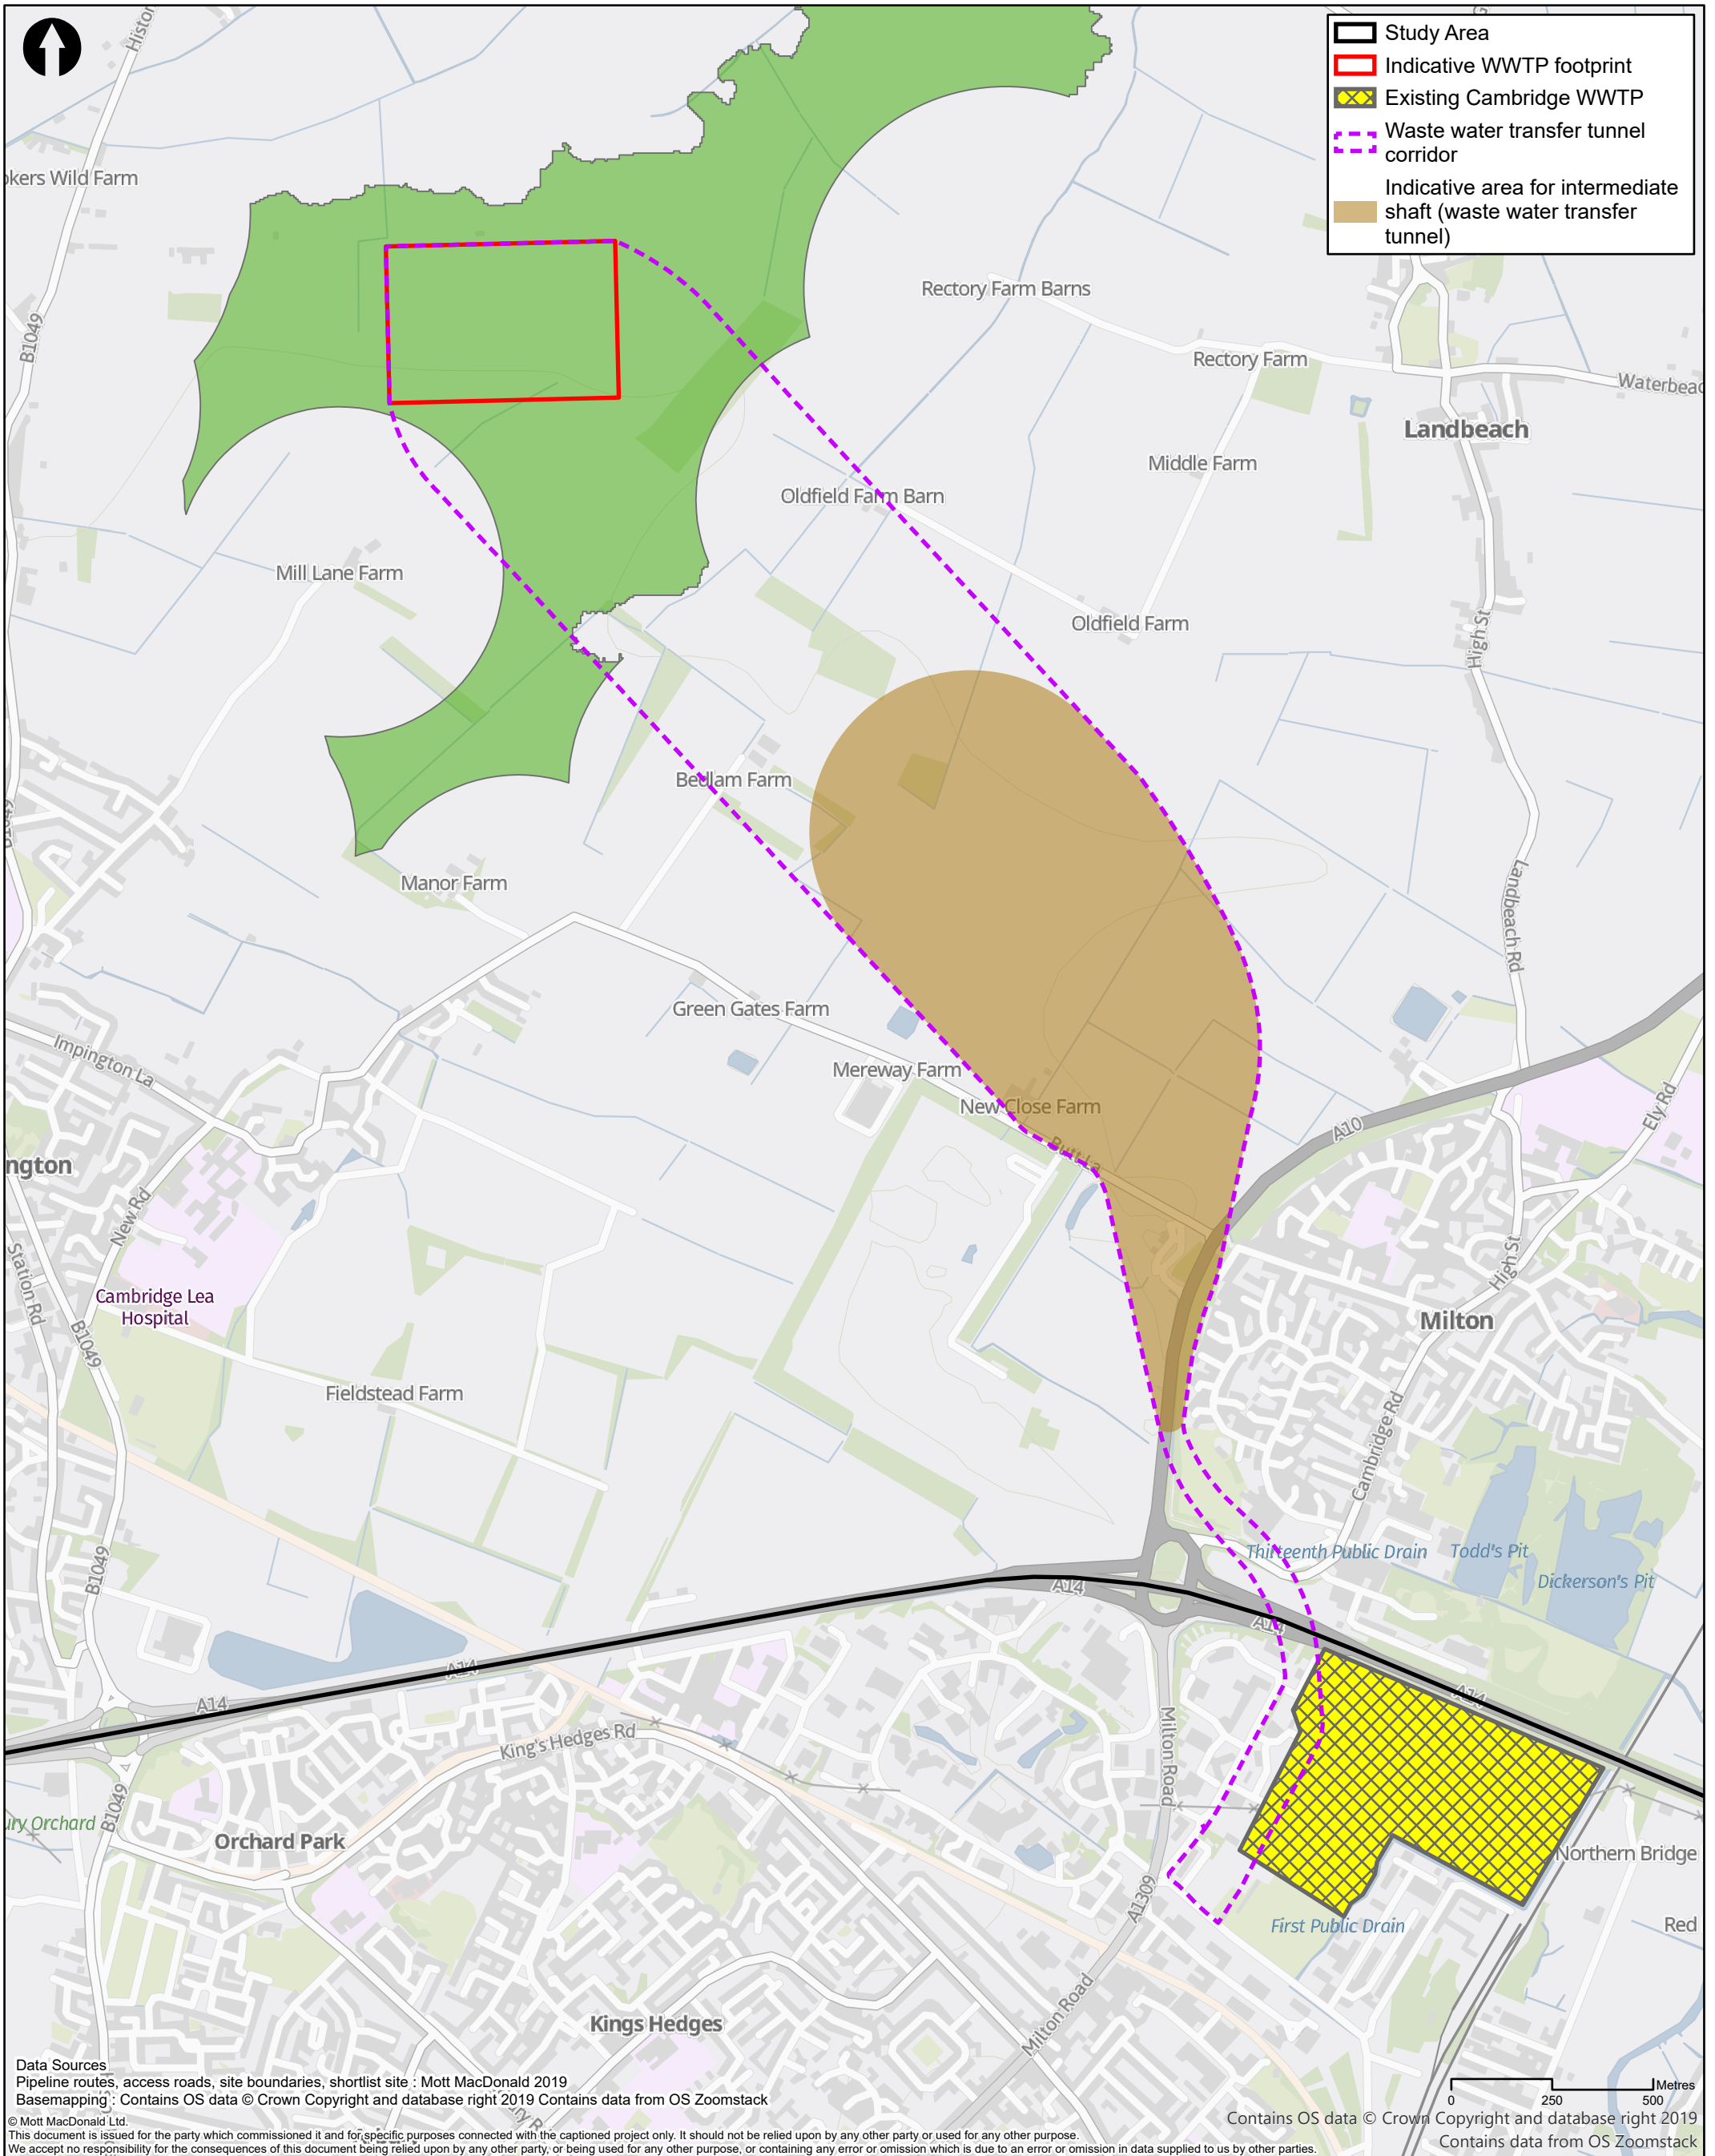 Study Area
Indicative WWTP footprint
Existing Cambridge WWTP
Waste water transfer tunnel
corridor
Indicative area for intermediate
shaft (waste water transfer
tunnel)
Histor
okers Wild Farm
B1049
Rectory Farm Barns
Rectory Farm
Waterbeac
Landbeach
Middle Farm
Oldfield Farm Barn
Mill Lane Farm
Oldfield Farm
High St
Bedlam Farm
B1049
Manor Farm
Landbeach Rd
Green Gates Farm
Impington La
Mereway Farm
New Close Farm
Butt La
A10
Ely Rd
ngton
New Rd
Station Rd
Cambridge Lea
Hospital
B1049
High St
Milton
Fieldstead Farm
Cambridge Rd
Thirteenth Public Drain
Todd's Pit
Dickerson's Pit
B1049
A14
A14
A14
A14
A14
King's Hedges Rd
Milton Road
B1049
ury Orchard
Orchard Park
Northern Bridge
A1309
First Public Drain
Red
Milton Road
Kings Hedges
Data Sources
Pipeline routes, access roads, site boundaries, shortlist site : Mott MacDonald 2019
Basemapping : Contains OS data © Crown Copyright and database right 2019 Contains data from OS Zoomstack
Metres
0 250 500
Contains OS data © Crown Copyright and database right 2019
Contains data from OS Zoomstack
© Mott MacDonald Ltd.
This document is issued for the party which commissioned it and for specific purposes connected with the captioned project only. It should not be relied upon by any other party or used for any other purpose.
We accept no responsibility for the consequences of this document being relied upon by any other party, or being used for any other purpose, or containing any error or omission which is due to an error or omission in data supplied to us by other parties.